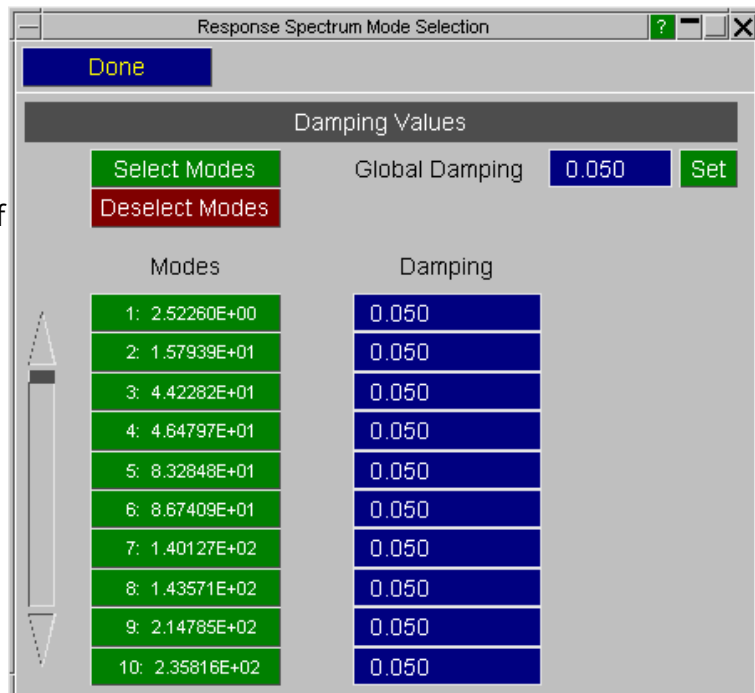 Response Spectrum Mode Selection ?
Done
Damping Values
Select Modes Global Damping 0.050 Set
Deselect Modes
f
Modes Damping
1: 2.52260E+00 0.050
2: 1.57939E+01 0.050
3: 4.42282E+01 0.050
4: 4.64797E+01 0.050
5: 8.32848E+01 0.050
6: 8.67409E+01 0.050
7: 1.40127E+02 0.050
8: 1.43571E+02 0.050
9: 2.14785E+02 0.050
10: 2.35816E+02 0.050